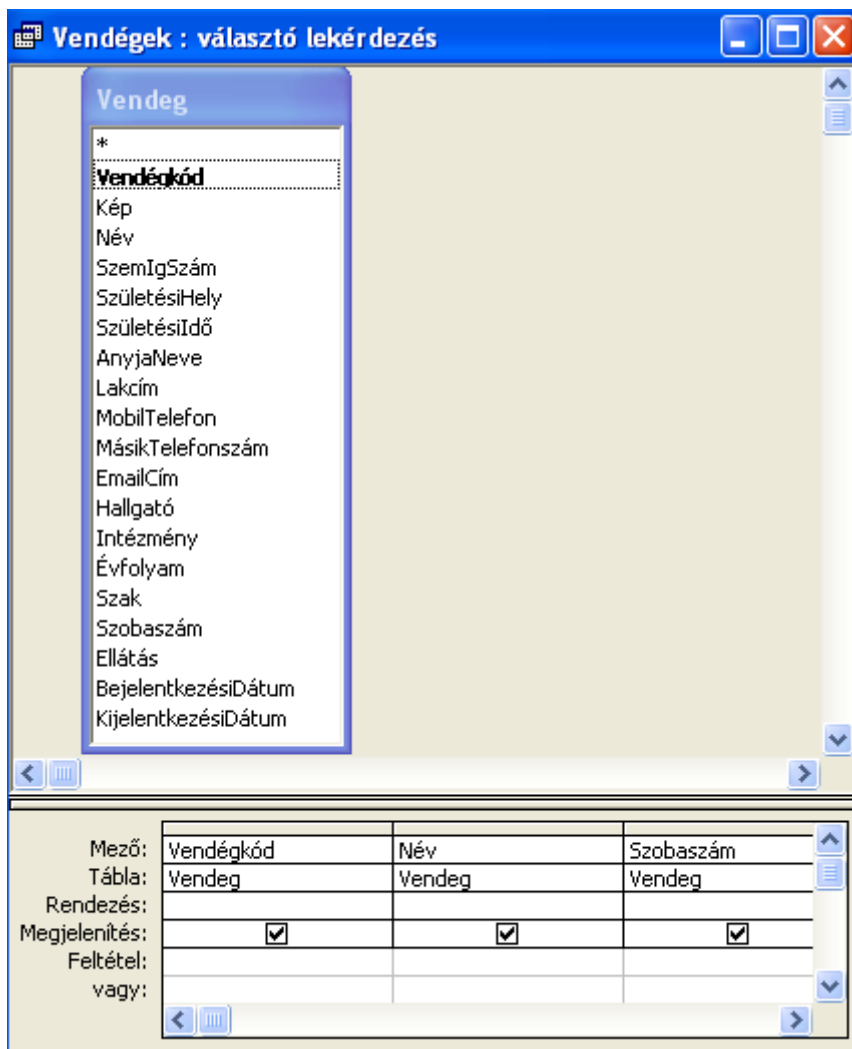 Vendégek : választó lekérdezés
Vendeg
*
Vendégkód
Kép
Név
SzemIgSzám
SzületésiHely
SzületésiIdő
AnyjaNeve
Lakcím
MobilTelefon
MásikTelefonszám
EmailCím
Hallgató
Intézmény
Évfolyam
Szak
Szobaszám
Ellátás
BejelentkezésiDátum
KijelentkezésiDátum
Mező: Vendégkód Név Szobaszám
Tábla: Vendeg Vendeg Vendeg
Rendezés:
Megjelenítés:
Feltétel:
vagy: